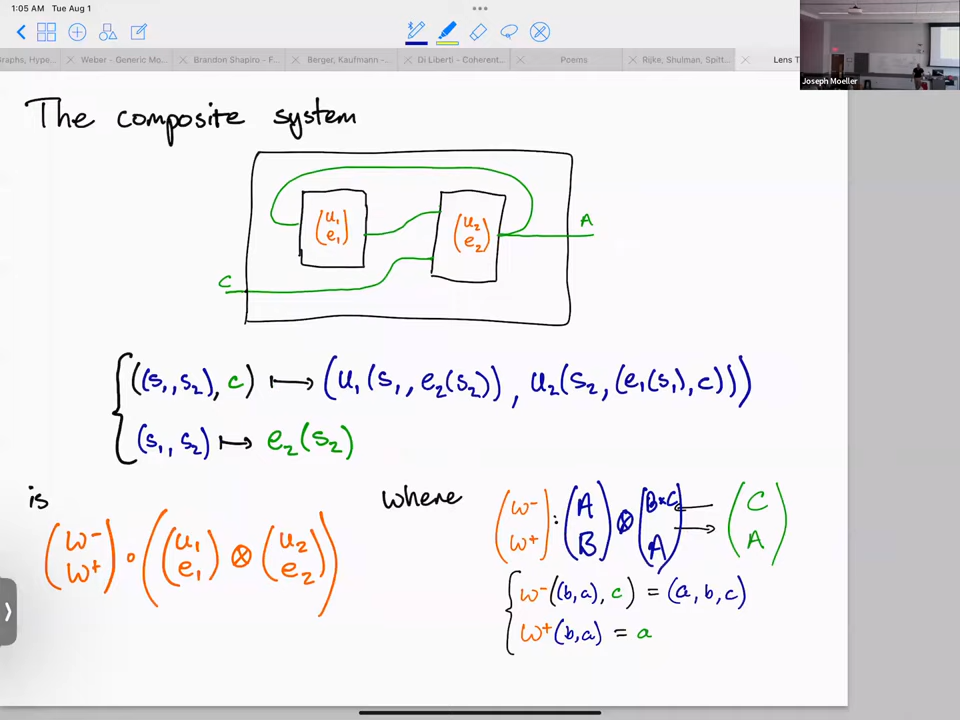 1:05 AM Tue Aug 1
raphs, Hype...
Weber - Generic Mo...
Brandon Shapiro - F...
Berger, Kaufmann -...
Di Liberti - Coherent...
Poems
Rijke, Shulman, Spitt...
Lens T
Joseph Moeller
The composite system
(u₁ e₁)
(u₂ e₂)
A
C
((s₁, s₂), c) ⟼ (u₁(s₁, e₂(s₂)), u₂(s₂, (e₁(s₁), c)))
(s₁, s₂) ⟼ e₂(s₂)
is
(w⁻ w⁺) ∘ ((u₁ e₁) ⊗ (u₂ e₂))
where
(w⁻ w⁺) : (A B) ⊗ (B×C A) ⇆ (C A)
w⁻((b,a), c) = (a, b, c)
w⁺(b,a) = a